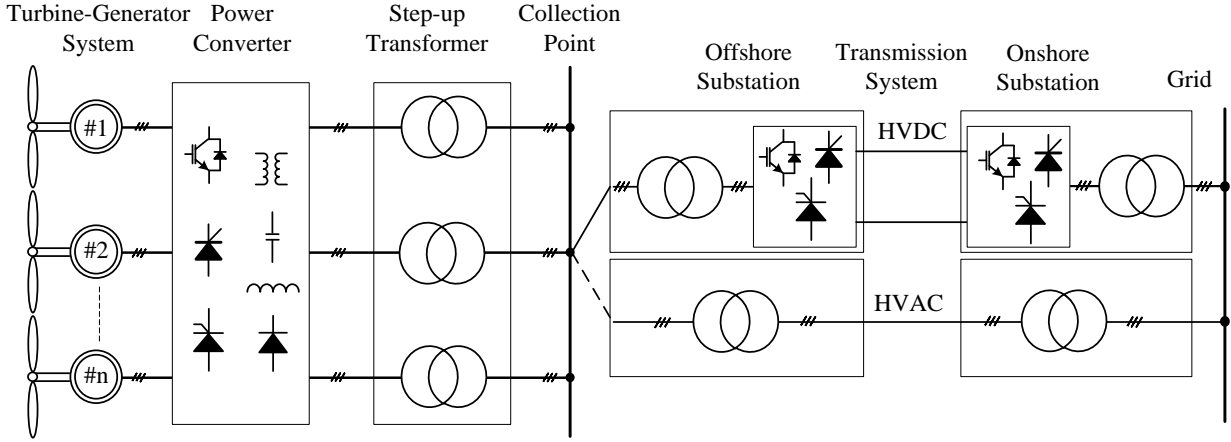 Turbine-Generator
System
Power
Converter
Step-up
Transformer
Collection
Point
Offshore
Substation
Transmission
System
Onshore
Substation
Grid
#1
HVDC
#2
HVAC
#n